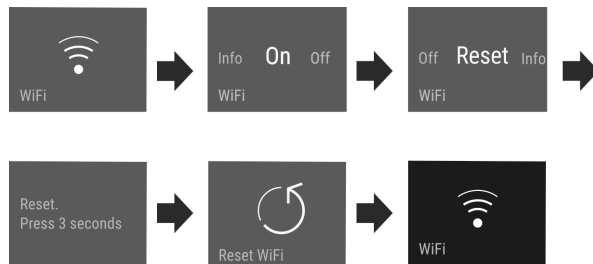 WiFi
Info On Off
WiFi
Off Reset Info
WiFi
Reset.
Press 3 seconds
Reset WiFi
WiFi